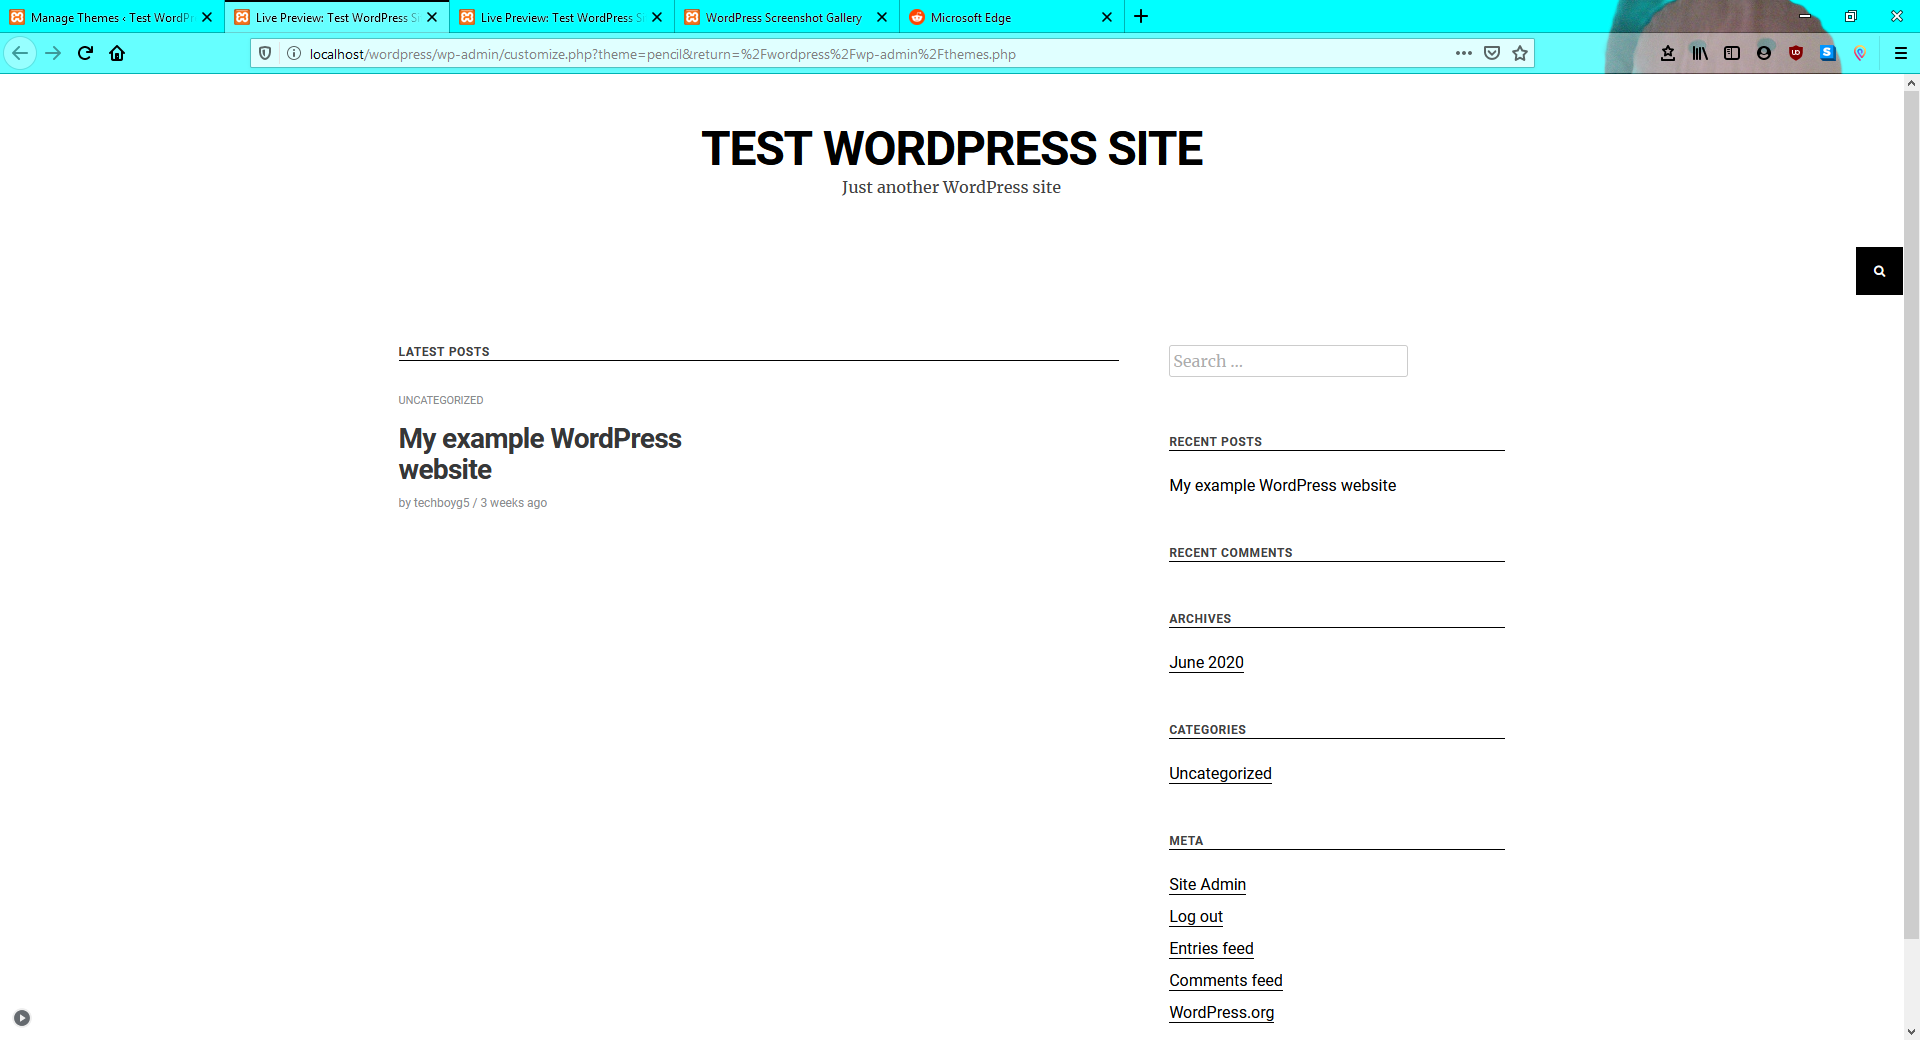 Manage Themes ‹ Test WordPr
Live Preview: Test WordPress S
Live Preview: Test WordPress S
WordPress Screenshot Gallery
Microsoft Edge
localhost/wordpress/wp-admin/customize.php?theme=pencil&return=%2Fwordpress%2Fwp-admin%2Fthemes.php
TEST WORDPRESS SITE
Just another WordPress site
LATEST POSTS
UNCATEGORIZED
My example WordPress
website
by techboyg5 / 3 weeks ago
Search ...
RECENT POSTS
My example WordPress website
RECENT COMMENTS
ARCHIVES
June 2020
CATEGORIES
Uncategorized
META
Site Admin
Log out
Entries feed
Comments feed
WordPress.org